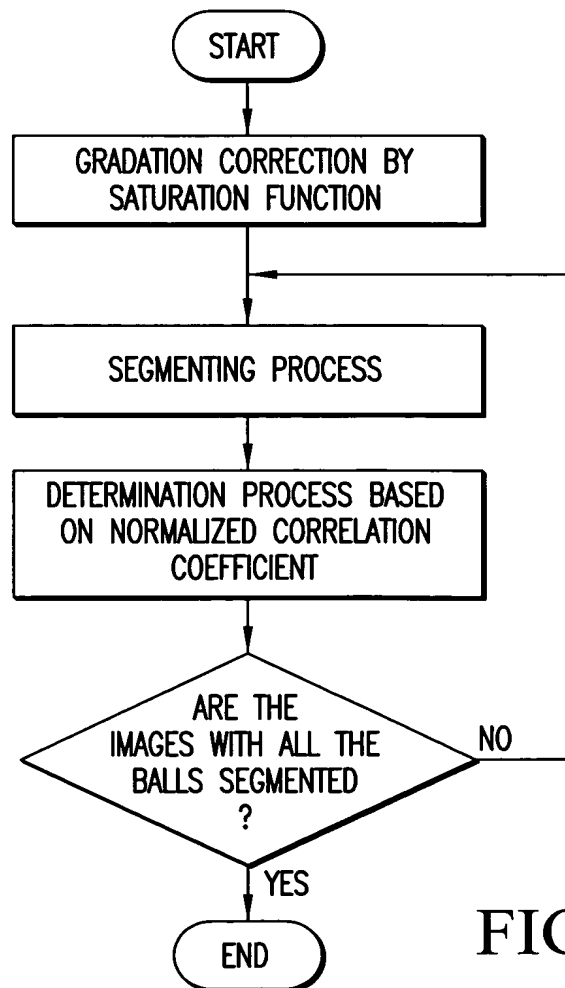 START
GRADATION CORRECTION BY
SATURATION FUNCTION
SEGMENTING PROCESS
DETERMINATION PROCESS BASED
ON NORMALIZED CORRELATION
COEFFICIENT
ARE THE
IMAGES WITH ALL THE
BALLS SEGMENTED
?
NO
YES
END